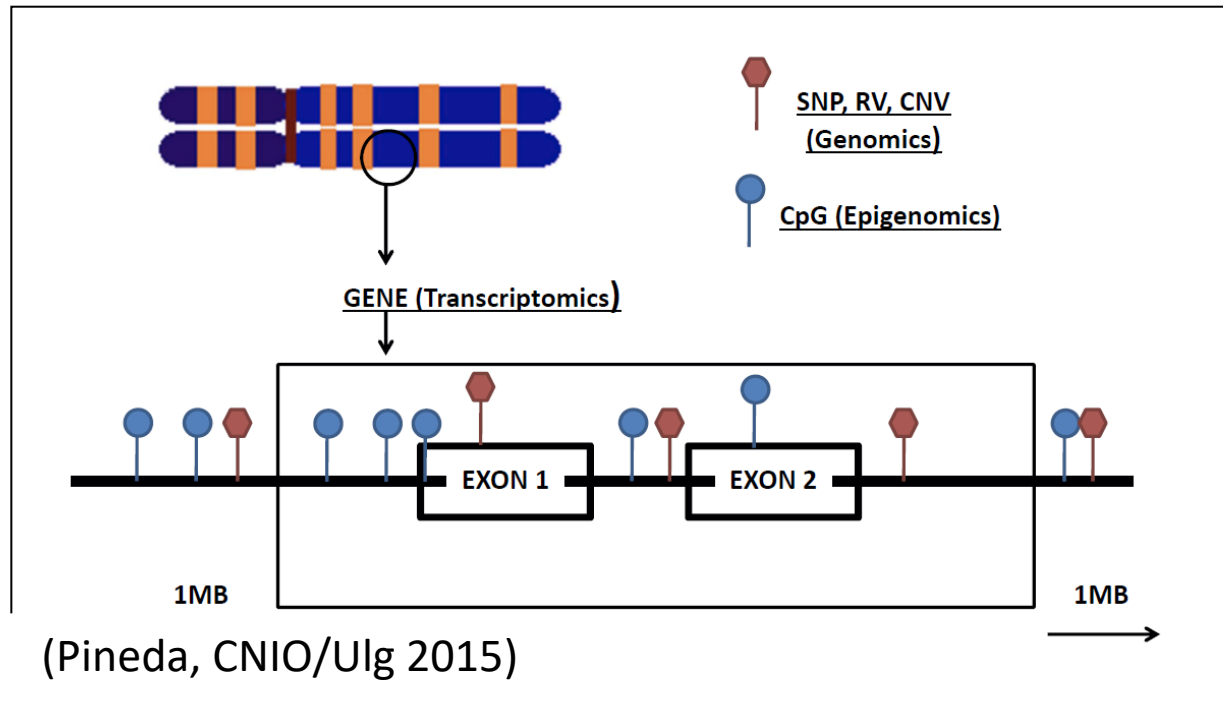 SNP, RV, CNV
(Genomics)
CpG (Epigenomics)
GENE (Transcriptomics)
EXON 1
EXON 2
1MB
1MB
(Pineda, CNIO/Ulg 2015)